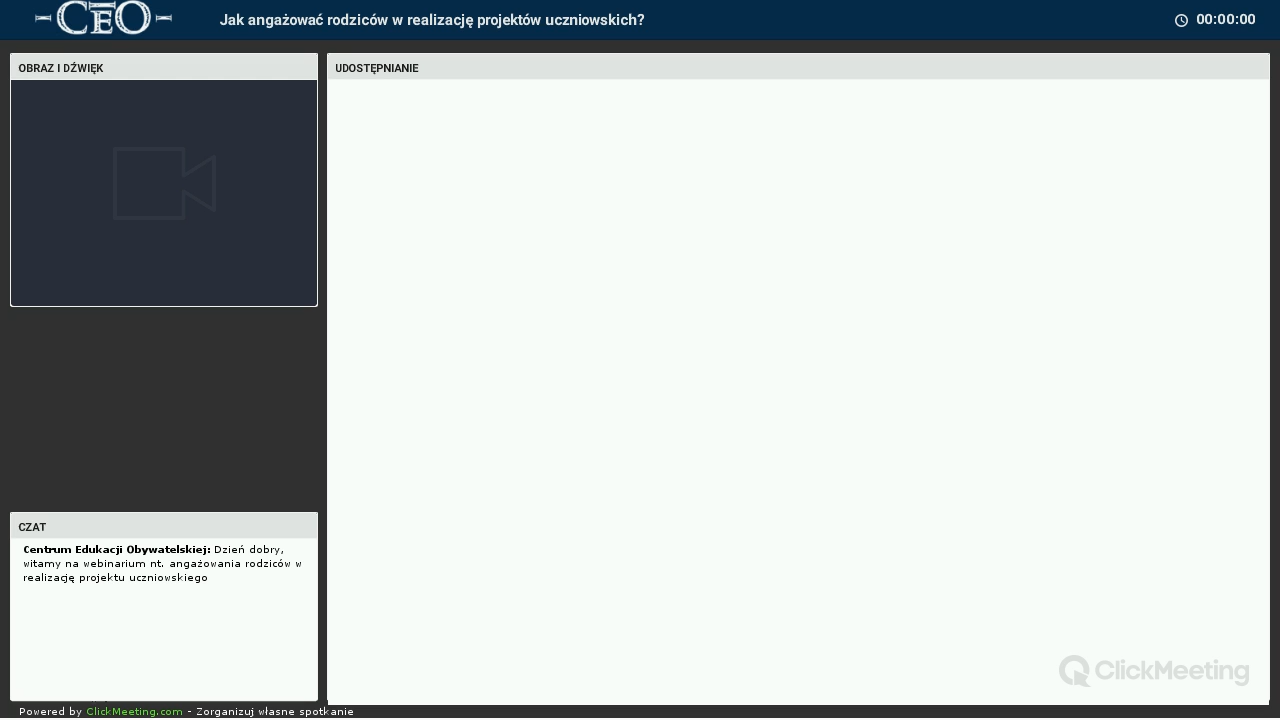 CEO
Jak angażować rodziców w realizację projektów uczniowskich?
00:00:00
OBRAZ I DŹWIĘK
UDOSTĘPNIANIE
CZAT
Centrum Edukacji Obywatelskiej: Dzień dobry,
witamy na webinarium nt. angażowania rodziców w
realizację projektu uczniowskiego
ClickMeeting
Powered by ClickMeeting.com - Zorganizuj własne spotkanie